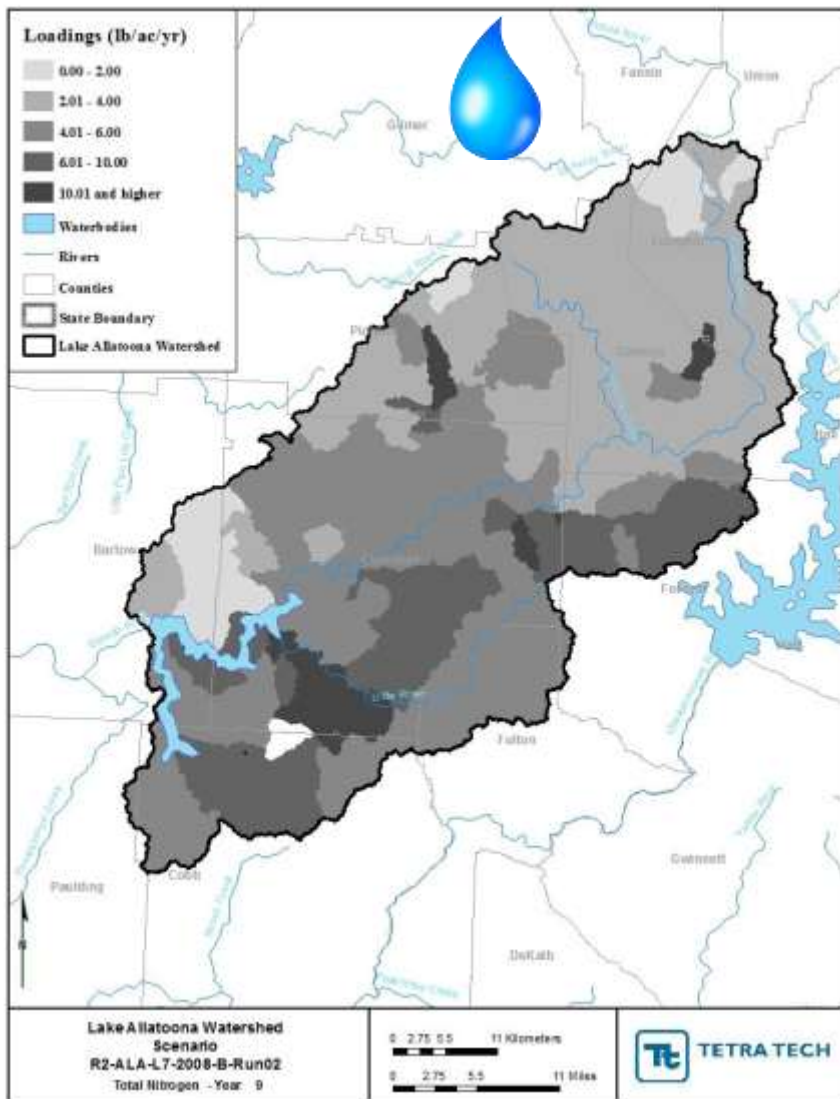 Loadings (lb/ac/yr)
0.00 - 2.00
2.01 - 4.00
4.01 - 6.00
6.01 - 10.00
10.01 and higher
Waterbodies
Rivers
Counties
State Boundary
Lake Allatoona Watershed
Fannin
Union
Gilmer
Bartow
Little River
Fulton
Gwinnett
Cobb
Paulding
DeKalb
N
Lake Allatoona Watershed
Scenario
R2-ALA-L7-2008-B-Run02
Total Nitrogen - Year 9
0 2.75 5.5 11 Kilometers
0 2.75 5.5 11 Miles
Tt
TETRA TECH